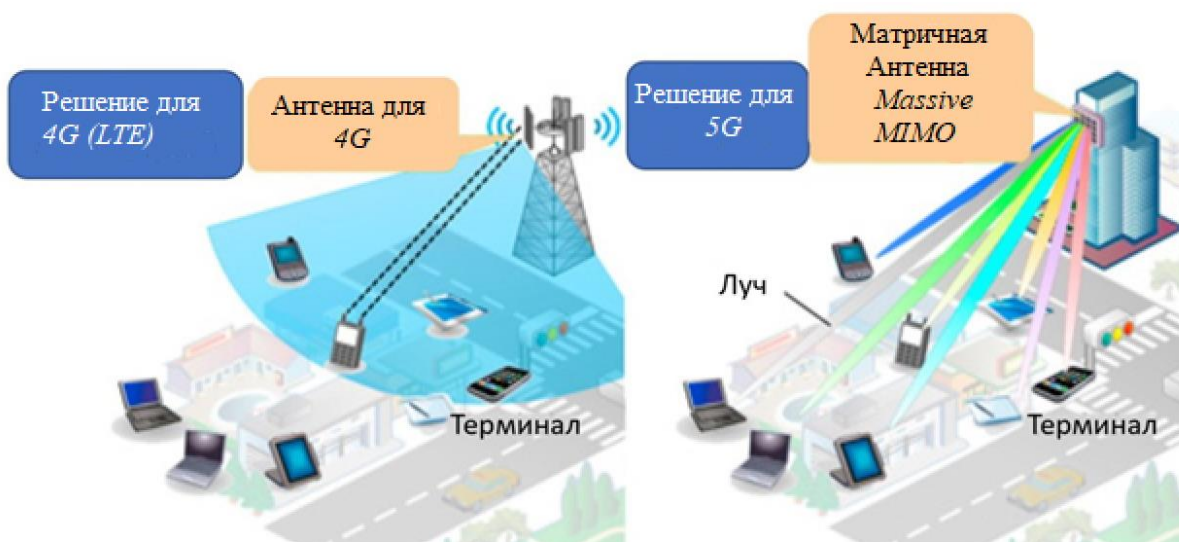 Решение для
4G (LTE)
Антенна для
4G
Терминал
Решение для
5G
Матричная
Антенна
Massive
MIMO
Луч
Терминал